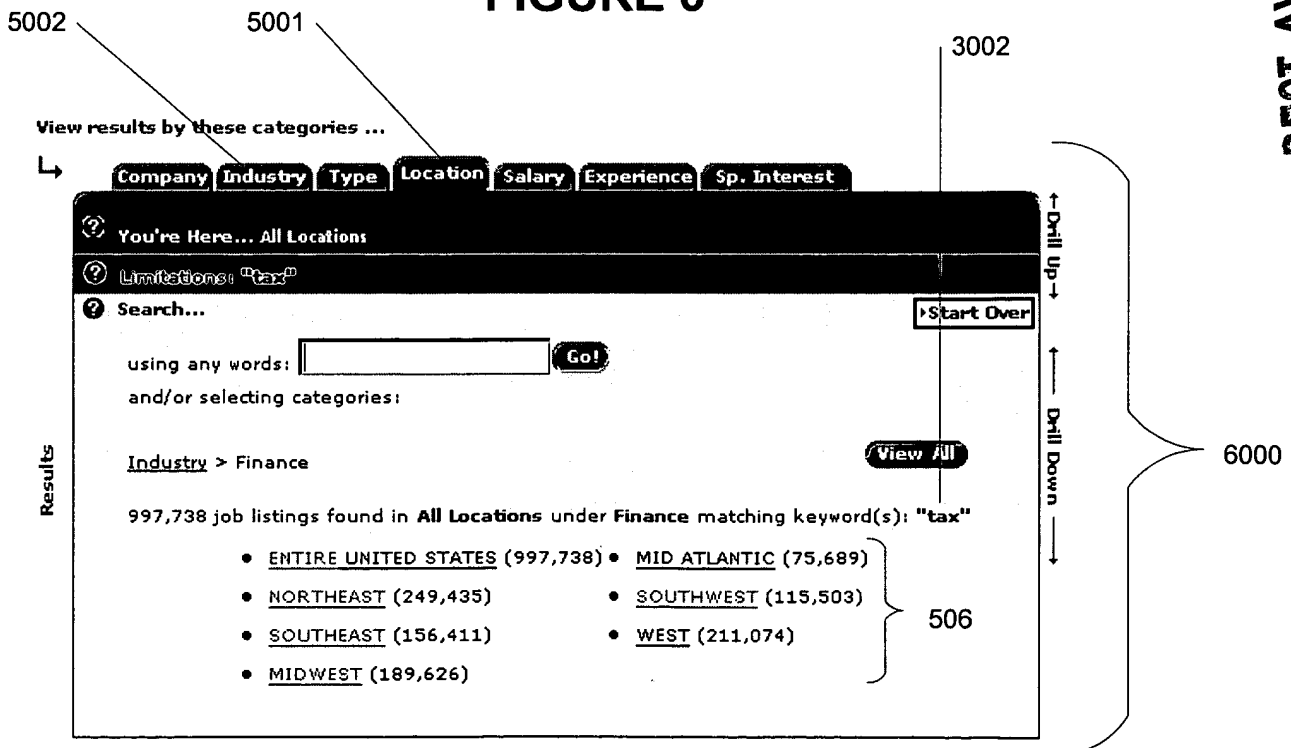 FIGURE 6
5002 5001
3002
View results by these categories ...
Company Industry Type Location Salary Experience Sp. Interest
You're Here... All Locations
Limitations: "tax"
Search...
▸Start Over
using any words: Go!
and/or selecting categories:
←Drill Up→
Results
Industry > Finance
View All
← Drill Down →
6000
997,738 job listings found in All Locations under Finance matching keyword(s): "tax"
• ENTIRE UNITED STATES (997,738) • MID ATLANTIC (75,689)
• NORTHEAST (249,435) • SOUTHWEST (115,503)
• SOUTHEAST (156,411) • WEST (211,074)
506
• MIDWEST (189,626)